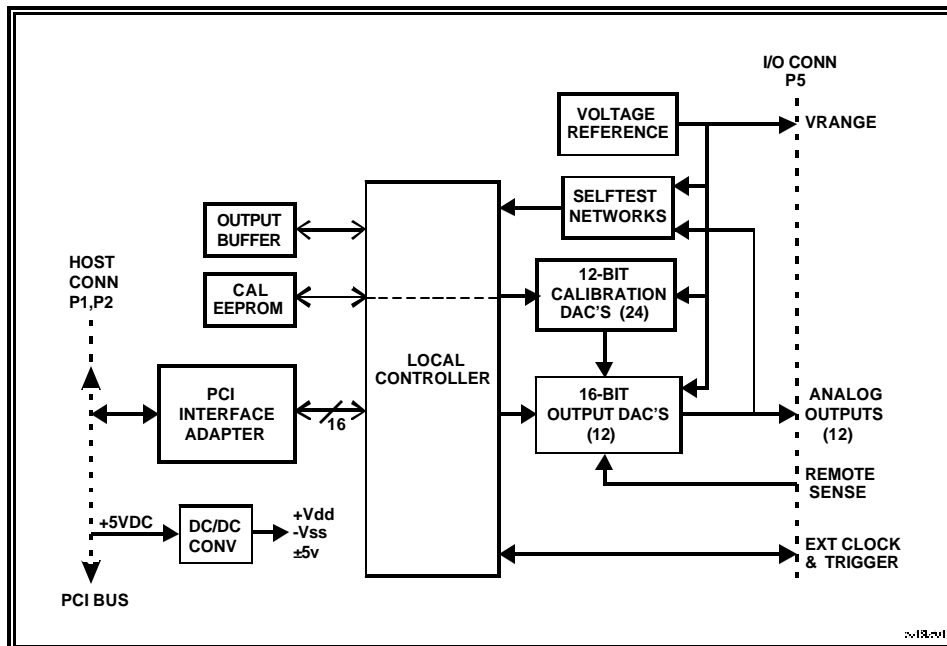 I/O CONN
P5
VOLTAGE
REFERENCE
VRANGE
SELFTEST
NETWORKS
OUTPUT
BUFFER
HOST
CONN
P1,P2
CAL
EEPROM
12-BIT
CALIBRATION
DAC'S (24)
LOCAL
CONTROLLER
PCI
INTERFACE
ADAPTER
16
16-BIT
OUTPUT DAC'S
(12)
ANALOG
OUTPUTS
(12)
REMOTE
SENSE
+5VDC
DC/DC
CONV
+Vdd
-Vss
±5v
EXT CLOCK
& TRIGGER
PCI BUS